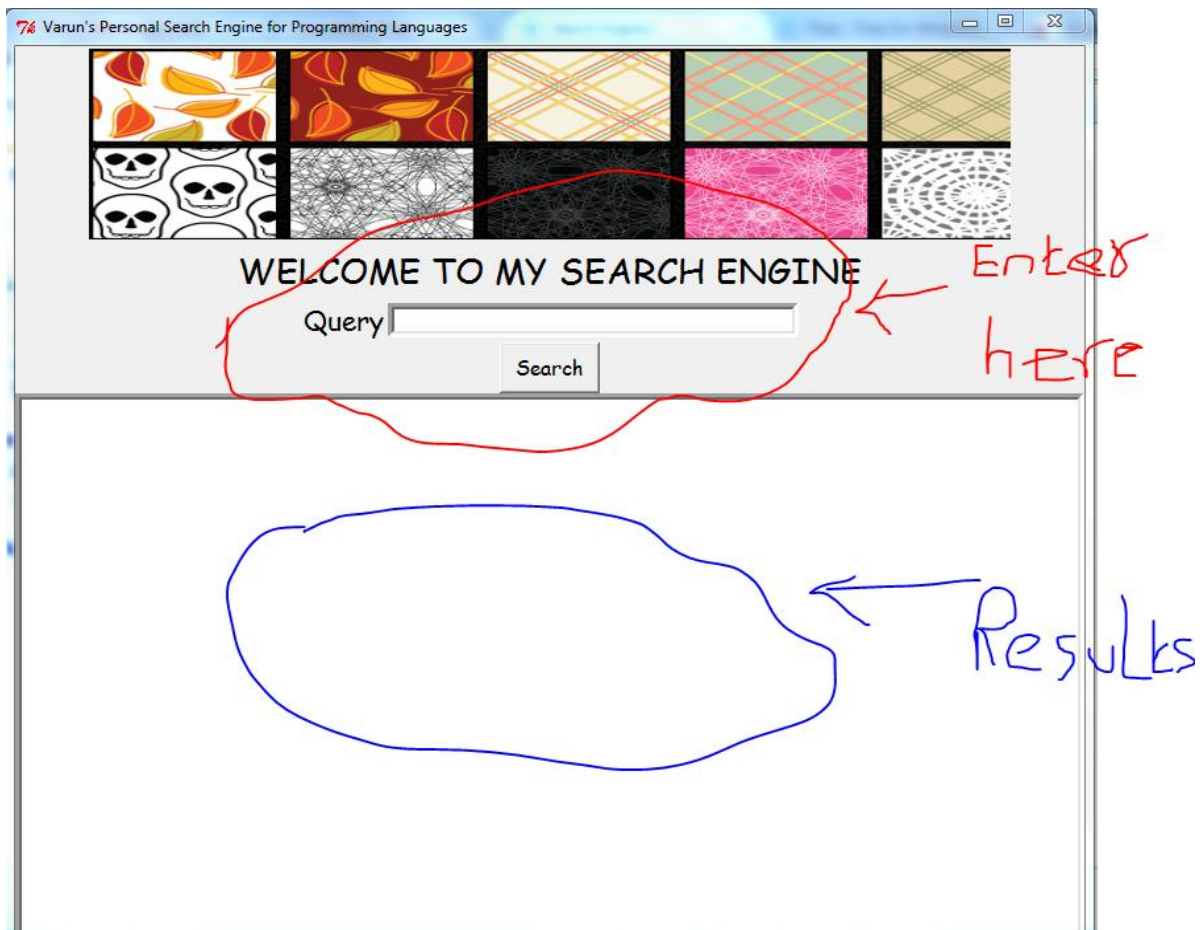 Varun's Personal Search Engine for Programming Languages
WELCOME TO MY SEARCH ENGINE
Enter
here
Query
Search
Results